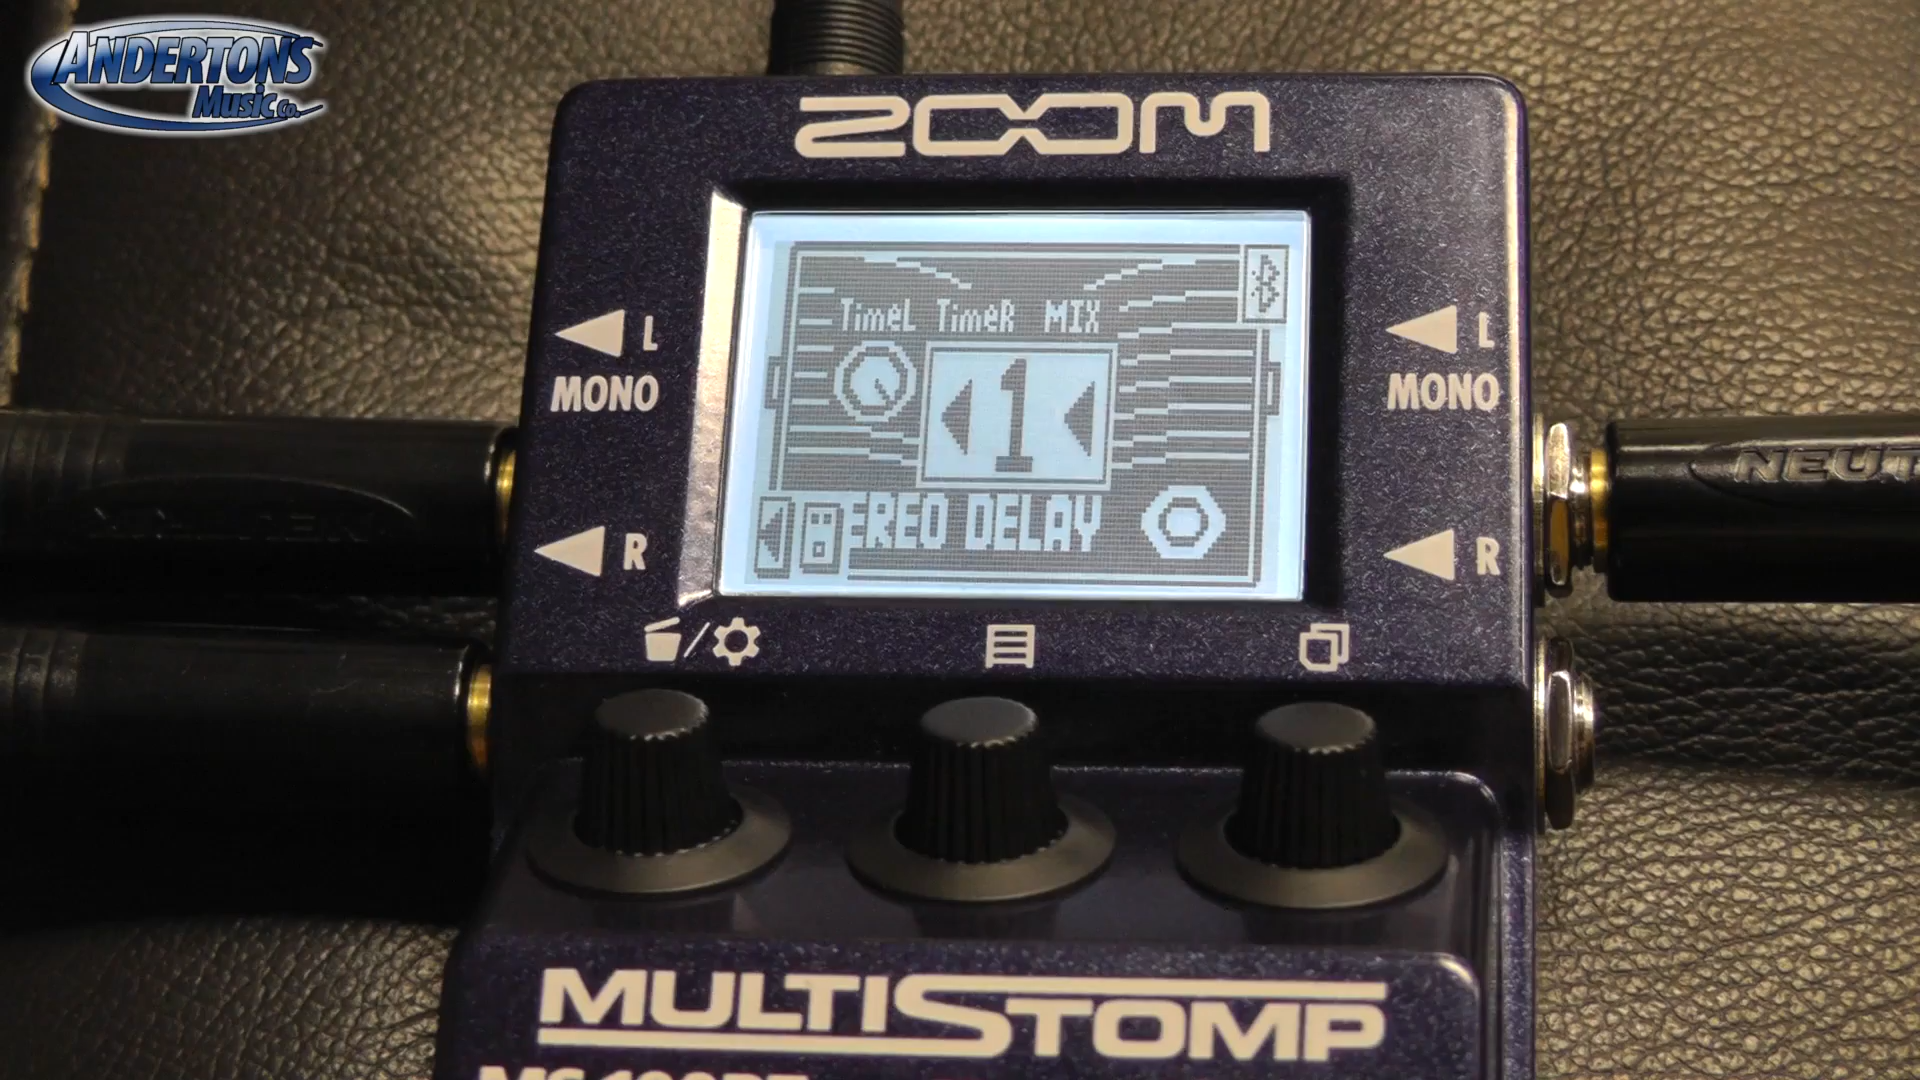 ANDERTONS
Music Co.
ZOOM
TimeL TimeR MIX
L
L
MONO
1
MONO
EREO DELAY
R
R
MULTISTOMP